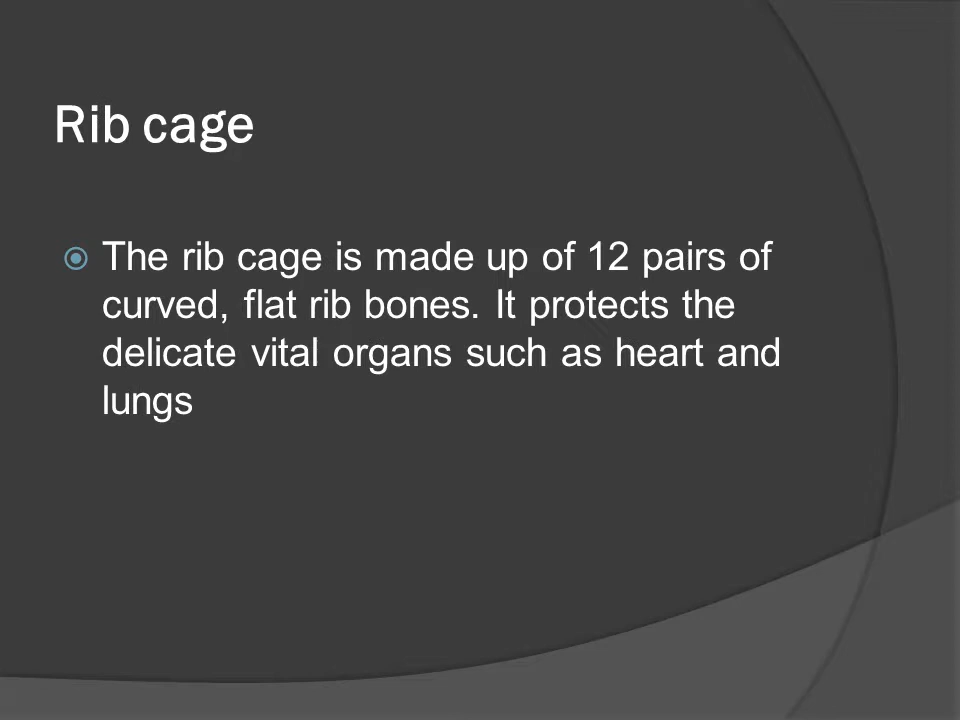 Rib cage
The rib cage is made up of 12 pairs of
curved, flat rib bones. It protects the
delicate vital organs such as heart and
lungs